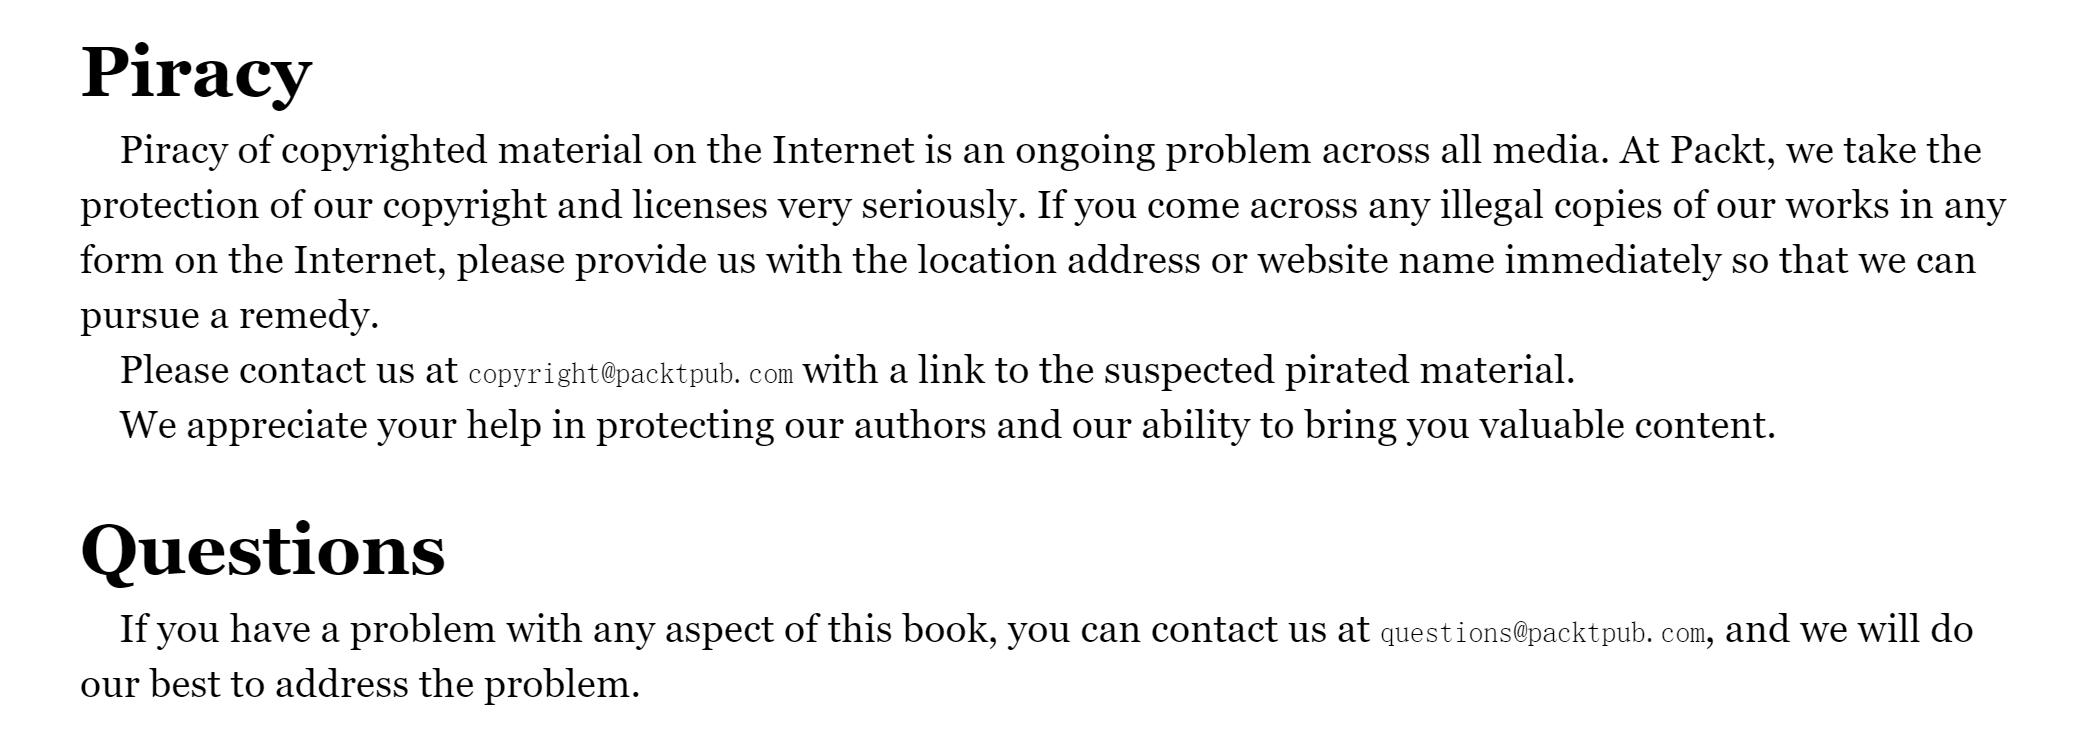 Piracy
Piracy of copyrighted material on the Internet is an ongoing problem across all media. At Packt, we take the
protection of our copyright and licenses very seriously. If you come across any illegal copies of our works in any
form on the Internet, please provide us with the location address or website name immediately so that we can
pursue a remedy.
Please contact us at copyright@packtpub.com with a link to the suspected pirated material.
We appreciate your help in protecting our authors and our ability to bring you valuable content.
Questions
If you have a problem with any aspect of this book, you can contact us at questions@packtpub.com, and we will do
our best to address the problem.